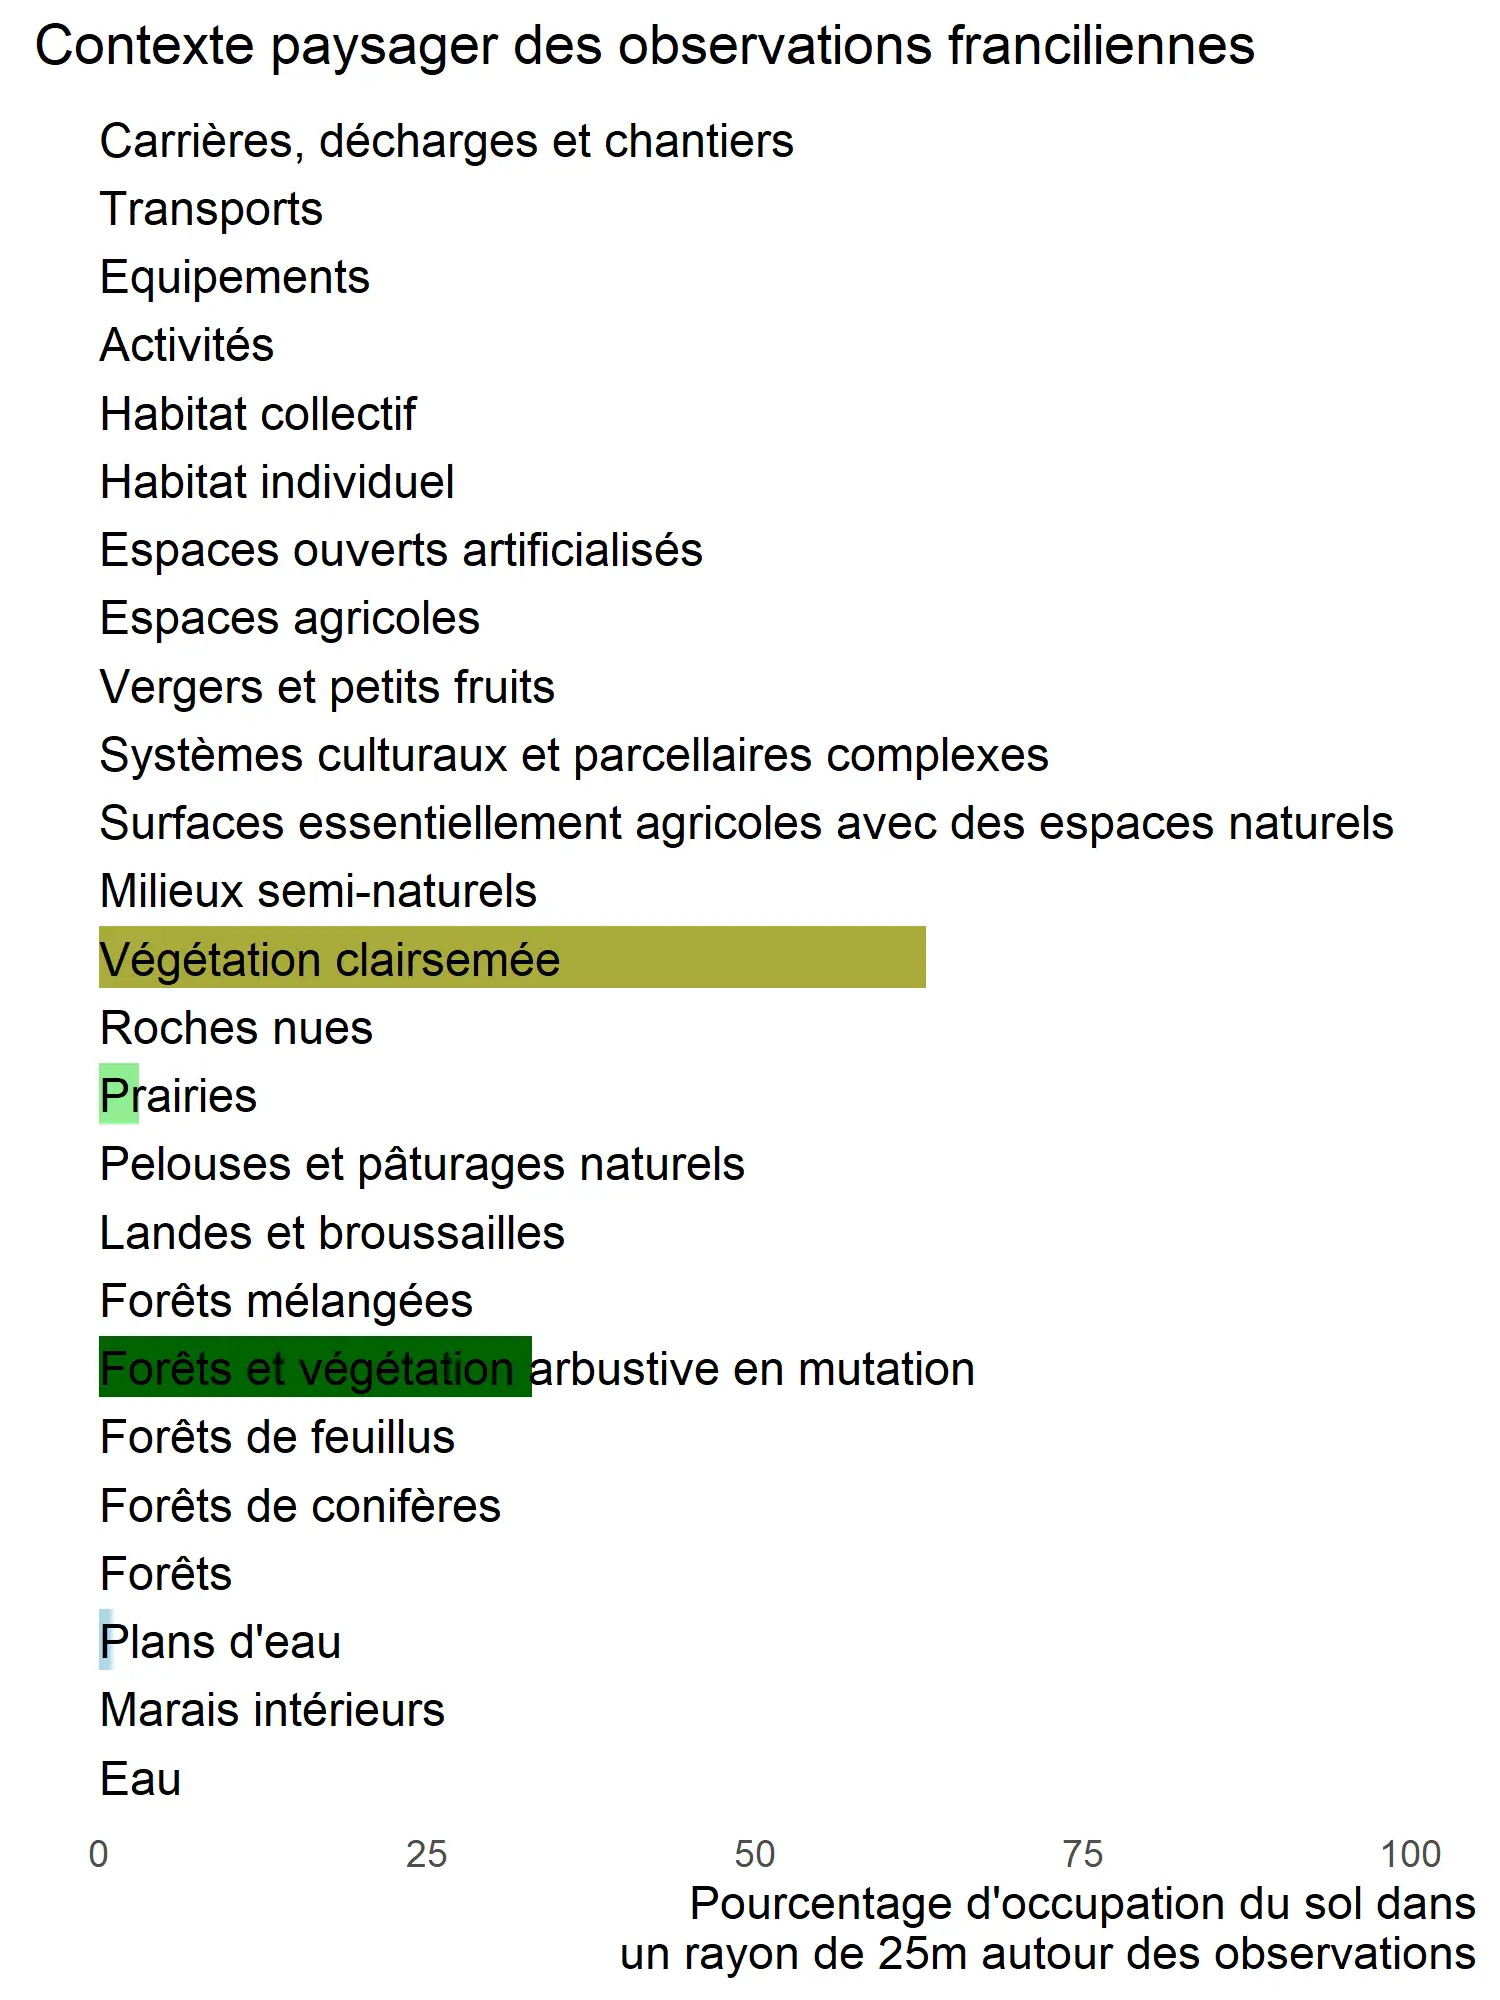 Contexte paysager des observations franciliennes
Carrières, décharges et chantiers
Transports
Equipements
Activités
Habitat collectif
Habitat individuel
Espaces ouverts artificialisés
Espaces agricoles
Vergers et petits fruits
Systèmes culturaux et parcellaires complexes
Surfaces essentiellement agricoles avec des espaces naturels
Milieux semi-naturels
Végétation clairsemée
Roches nues
Prairies
Pelouses et pâturages naturels
Landes et broussailles
Forêts mélangées
Forêts et végétation arbustive en mutation
Forêts de feuillus
Forêts de conifères
Forêts
Plans d'eau
Marais intérieurs
Eau
0 25 50 75 100
Pourcentage d'occupation du sol dans
un rayon de 25m autour des observations